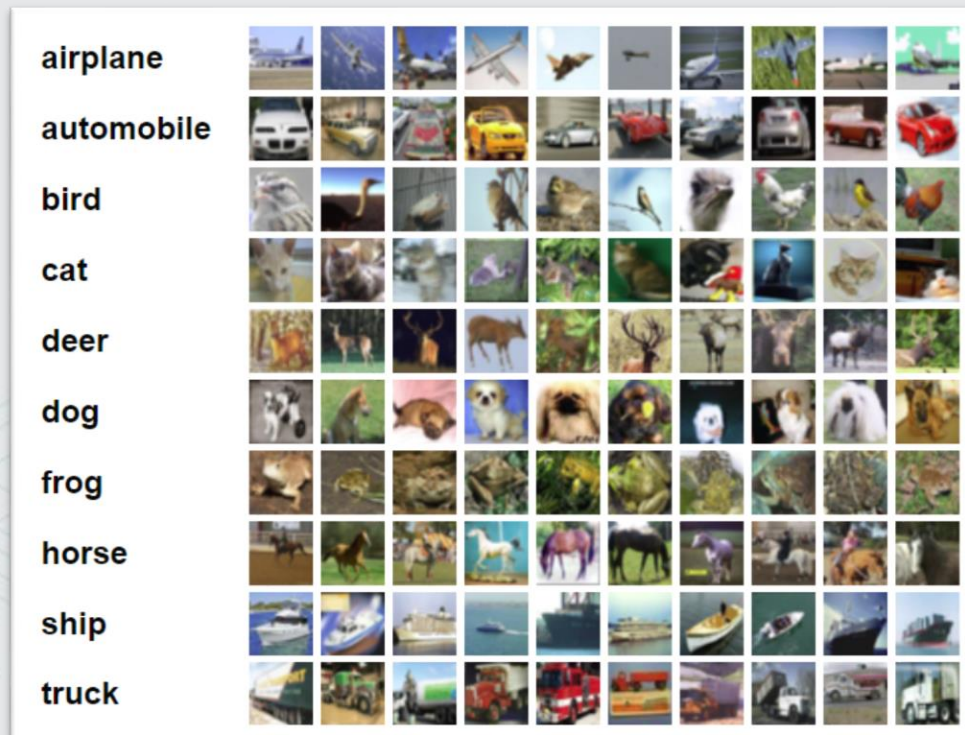 airplane
automobile
bird
cat
deer
dog
frog
horse
ship
truck